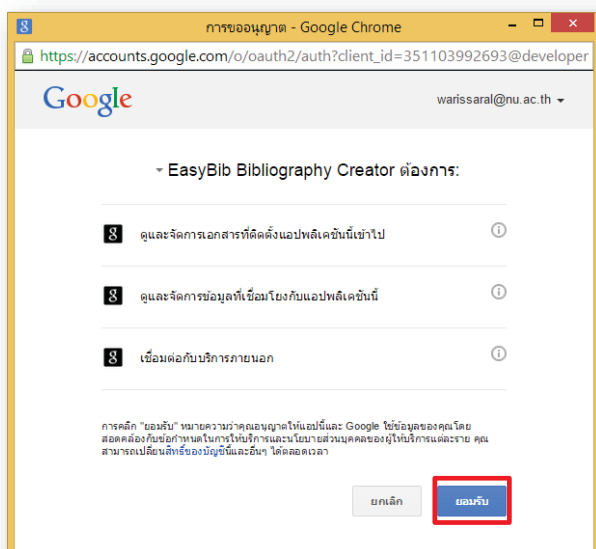 8 การขออนุญาต - Google Chrome
https://accounts.google.com/o/oauth2/auth?client_id=351103992693@developer
Google warissaral@nu.ac.th
EasyBib Bibliography Creator ต้องการ:
8 ดูและจัดการเอกสารที่ติดตั้งแอปพลิเคชันนี้เข้าไป
8 ดูและจัดการข้อมูลที่เชื่อมโยงกับแอปพลิเคชันนี้
8 เชื่อมต่อกับบริการภายนอก
การคลิก "ยอมรับ" หมายความว่าคุณอนุญาตให้แอปนี้และ Google ใช้ข้อมูลของคุณโดย
สอดคล้องกับข้อกำหนดในการให้บริการและนโยบายส่วนบุคคลของผู้ให้บริการแต่ละราย คุณ
สามารถเปลี่ยนสิทธิ์ของบัญชีนี้และอื่นๆ ได้ตลอดเวลา
ยกเลิก ยอมรับ